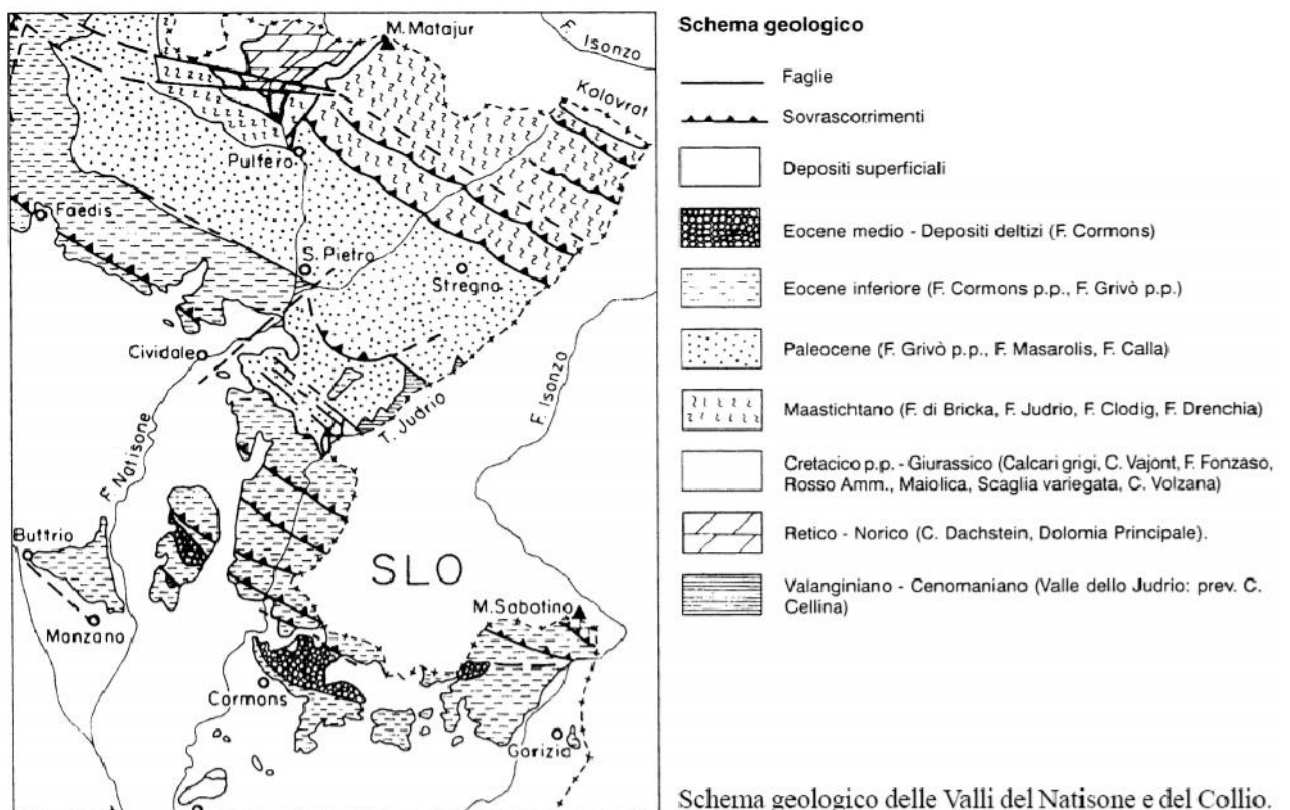 M. Matajur
F. Isonzo
Kolovrat
Pulfero
Faedis
S. Pietro
Stregna
Cividale
F. Isonzo
T. Judrio
F. Natisone
Buttrio
SLO
M. Sabotino
Manzano
Cormons
Gorizia
Schema geologico
Faglie
Sovrascorrimenti
Depositi superficiali
Eocene medio - Depositi deltizi (F. Cormons)
Eocene inferiore (F. Cormons p.p., F. Grivò p.p.)
Paleocene (F. Grivò p.p., F. Masarolis, F. Calla)
Maastichtano (F. di Bricka, F. Judrio, F. Clodig, F. Drenchia)
Cretacico p.p. - Giurassico (Calcari grigi, C. Vajont, F. Fonzaso,
Rosso Amm., Maiolica, Scaglia variegata, C. Volzana)
Retico - Norico (C. Dachstein, Dolomia Principale).
Valanginiano - Cenomaniano (Valle dello Judrio: prev. C.
Cellina)
Schema geologico delle Valli del Natisone e del Collio.